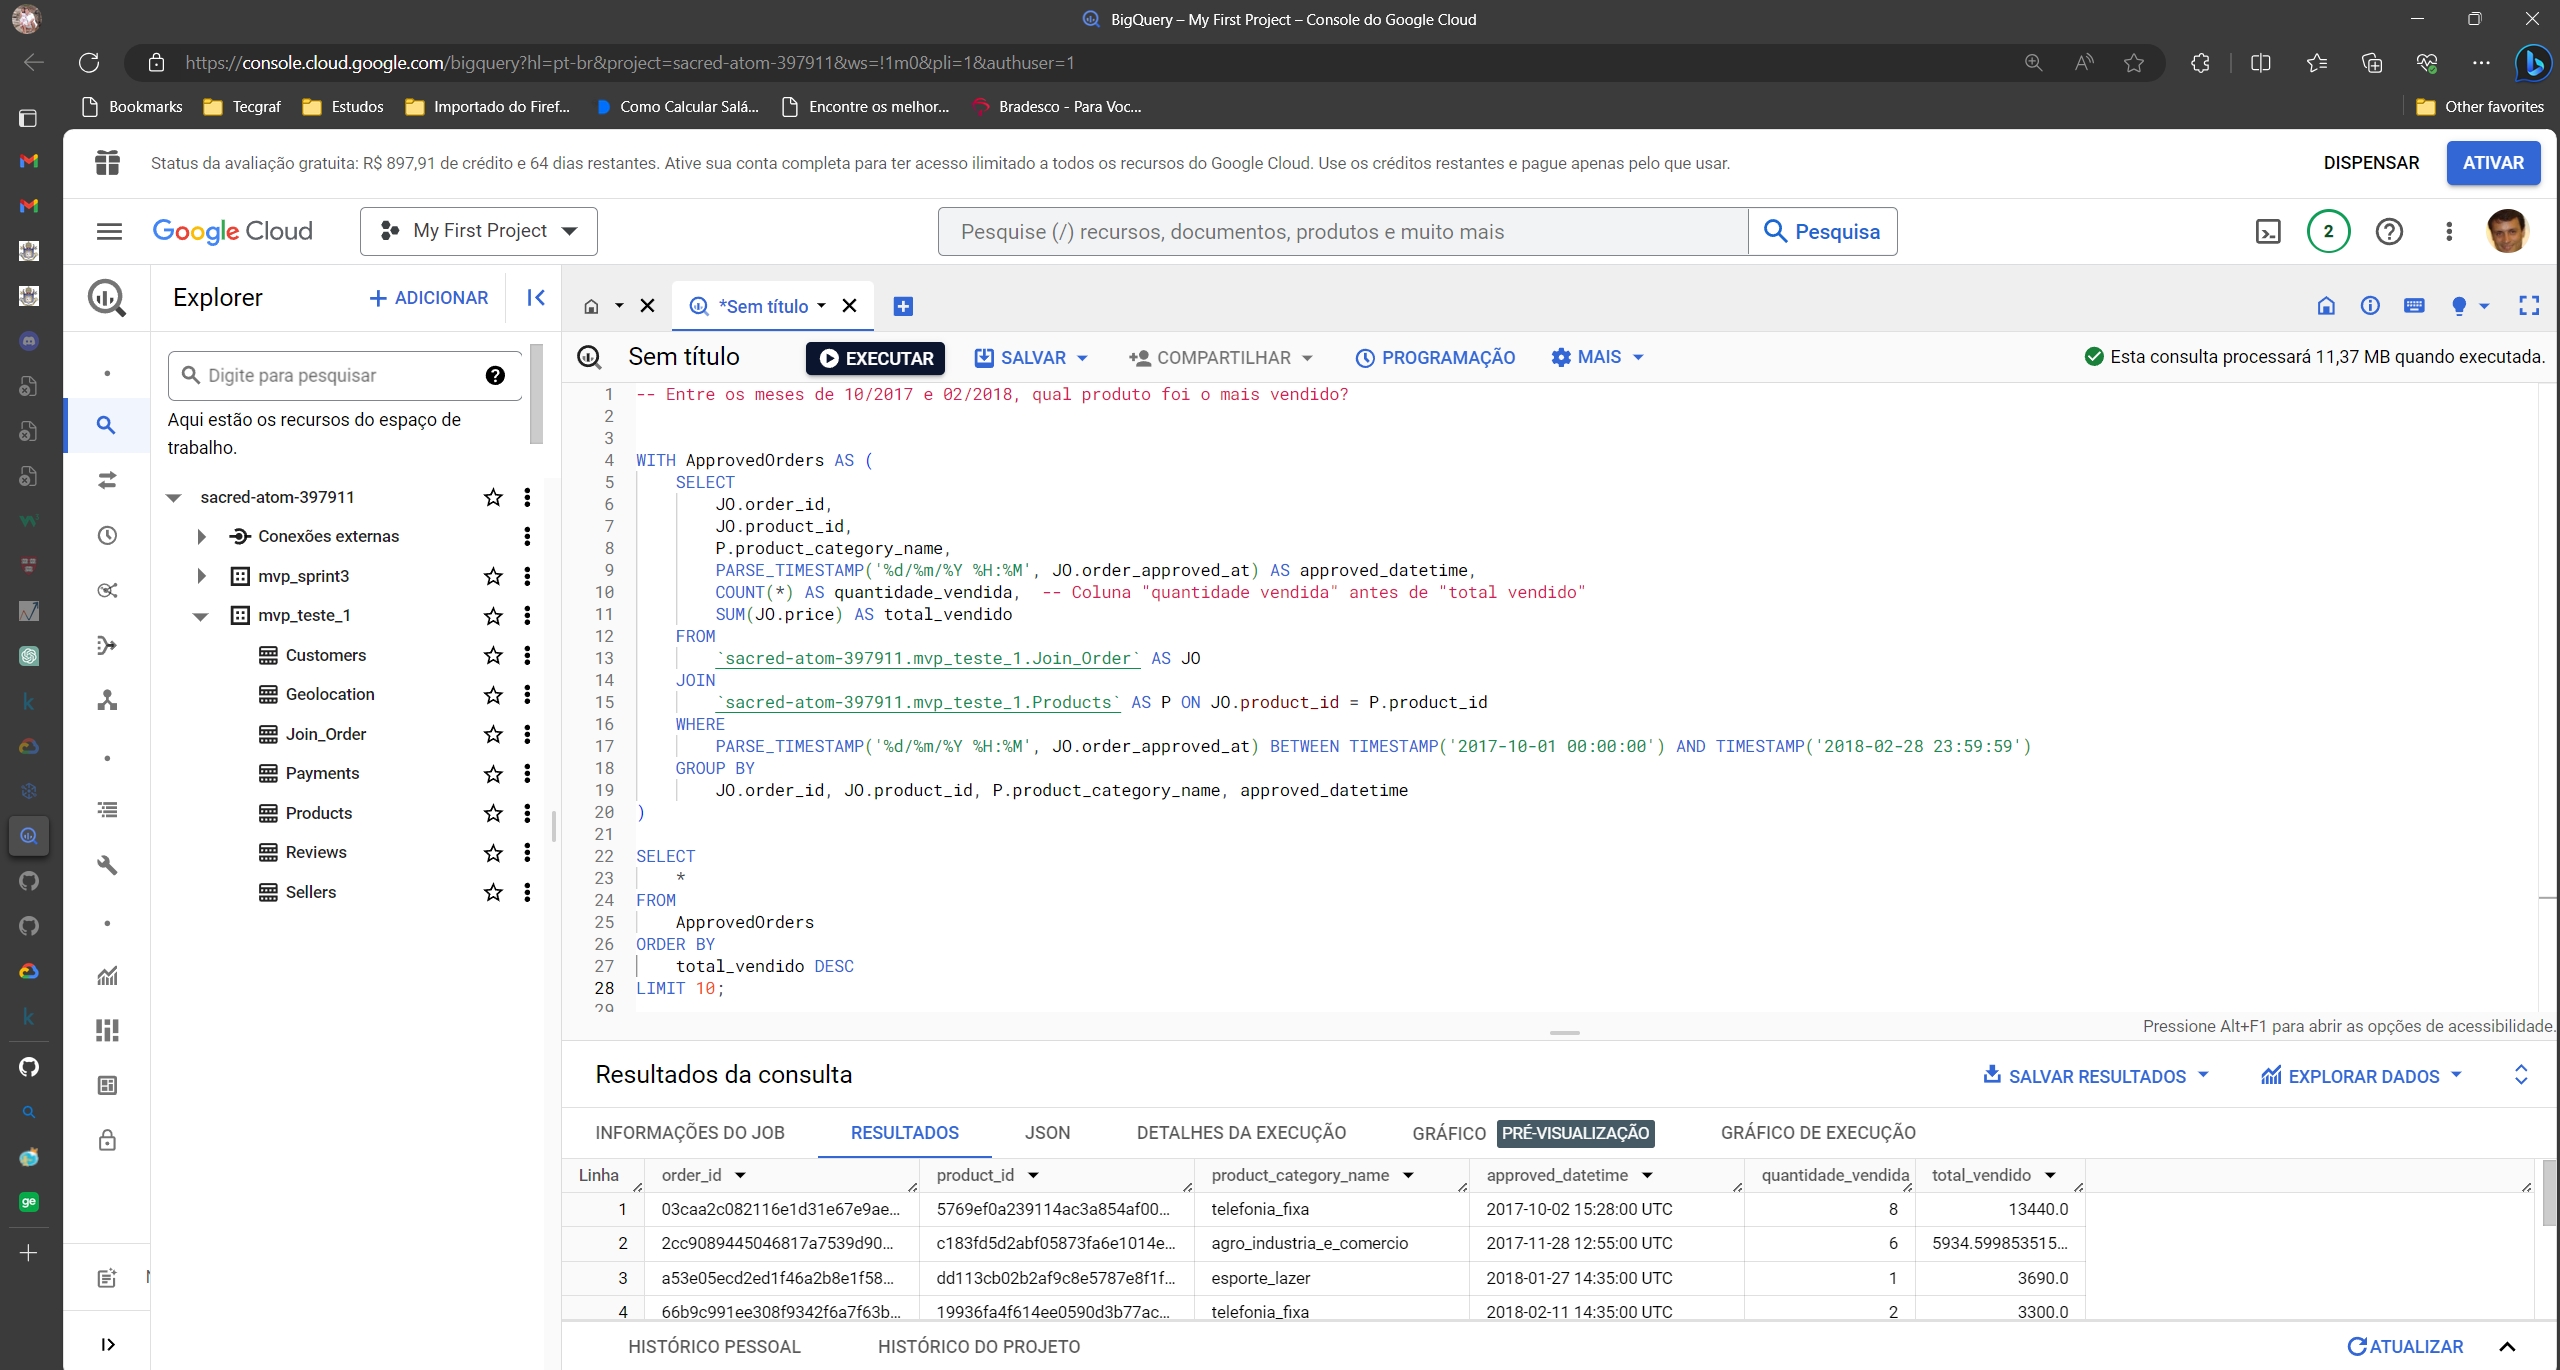 BigQuery – My First Project – Console do Google Cloud
https://console.cloud.google.com/bigquery?hl=pt-br&project=sacred-atom-397911&ws=!1m0&pli=1&authuser=1
Bookmarks Tecgraf Estudos Importado do Firef... Como Calcular Salá... Encontre os melhor... Bradesco - Para Voc... Other favorites
Status da avaliação gratuita: R$ 897,91 de crédito e 64 dias restantes. Ative sua conta completa para ter acesso ilimitado a todos os recursos do Google Cloud. Use os créditos restantes e pague apenas pelo que usar. DISPENSAR ATIVAR
Google Cloud My First Project Pesquise (/) recursos, documentos, produtos e muito mais Pesquisa 2
Explorer + ADICIONAR
*Sem título
Digite para pesquisar
Aqui estão os recursos do espaço de
trabalho.
sacred-atom-397911
Conexões externas
mvp_sprint3
mvp_teste_1
Customers
Geolocation
Join_Order
Payments
Products
Reviews
Sellers
Sem título EXECUTAR SALVAR COMPARTILHAR PROGRAMAÇÃO MAIS Esta consulta processará 11,37 MB quando executada.
1 -- Entre os meses de 10/2017 e 02/2018, qual produto foi o mais vendido?
2
3
4 WITH ApprovedOrders AS (
5 SELECT
6 JO.order_id,
7 JO.product_id,
8 P.product_category_name,
9 PARSE_TIMESTAMP('%d/%m/%Y %H:%M', JO.order_approved_at) AS approved_datetime,
10 COUNT(*) AS quantidade_vendida, -- Coluna "quantidade vendida" antes de "total vendido"
11 SUM(JO.price) AS total_vendido
12 FROM
13 `sacred-atom-397911.mvp_teste_1.Join_Order` AS JO
14 JOIN
15 `sacred-atom-397911.mvp_teste_1.Products` AS P ON JO.product_id = P.product_id
16 WHERE
17 PARSE_TIMESTAMP('%d/%m/%Y %H:%M', JO.order_approved_at) BETWEEN TIMESTAMP('2017-10-01 00:00:00') AND TIMESTAMP('2018-02-28 23:59:59')
18 GROUP BY
19 JO.order_id, JO.product_id, P.product_category_name, approved_datetime
20 )
21
22 SELECT
23 *
24 FROM
25 ApprovedOrders
26 ORDER BY
27 total_vendido DESC
28 LIMIT 10;
29
Pressione Alt+F1 para abrir as opções de acessibilidade.
Resultados da consulta SALVAR RESULTADOS EXPLORAR DADOS
INFORMAÇÕES DO JOB RESULTADOS JSON DETALHES DA EXECUÇÃO GRÁFICO PRÉ-VISUALIZAÇÃO GRÁFICO DE EXECUÇÃO
Linha order_id product_id product_category_name approved_datetime quantidade_vendida total_vendido
1 03caa2c082116e1d31e67e9ae... 5769ef0a239114ac3a854af00... telefonia_fixa 2017-10-02 15:28:00 UTC 8 13440.0
2 2cc9089445046817a7539d90... c183fd5d2abf05873fa6e1014e... agro_industria_e_comercio 2017-11-28 12:55:00 UTC 6 5934.599853515...
3 a53e05ecd2ed1f46a2b8e1f58... dd113cb02b2af9c8e5787e8f1f... esporte_lazer 2018-01-27 14:35:00 UTC 1 3690.0
4 66b9c991ee308f9342f6a7f63b... 19936fa4f614ee0590d3b77ac... telefonia_fixa 2018-02-11 14:35:00 UTC 2 3300.0
HISTÓRICO PESSOAL HISTÓRICO DO PROJETO ATUALIZAR